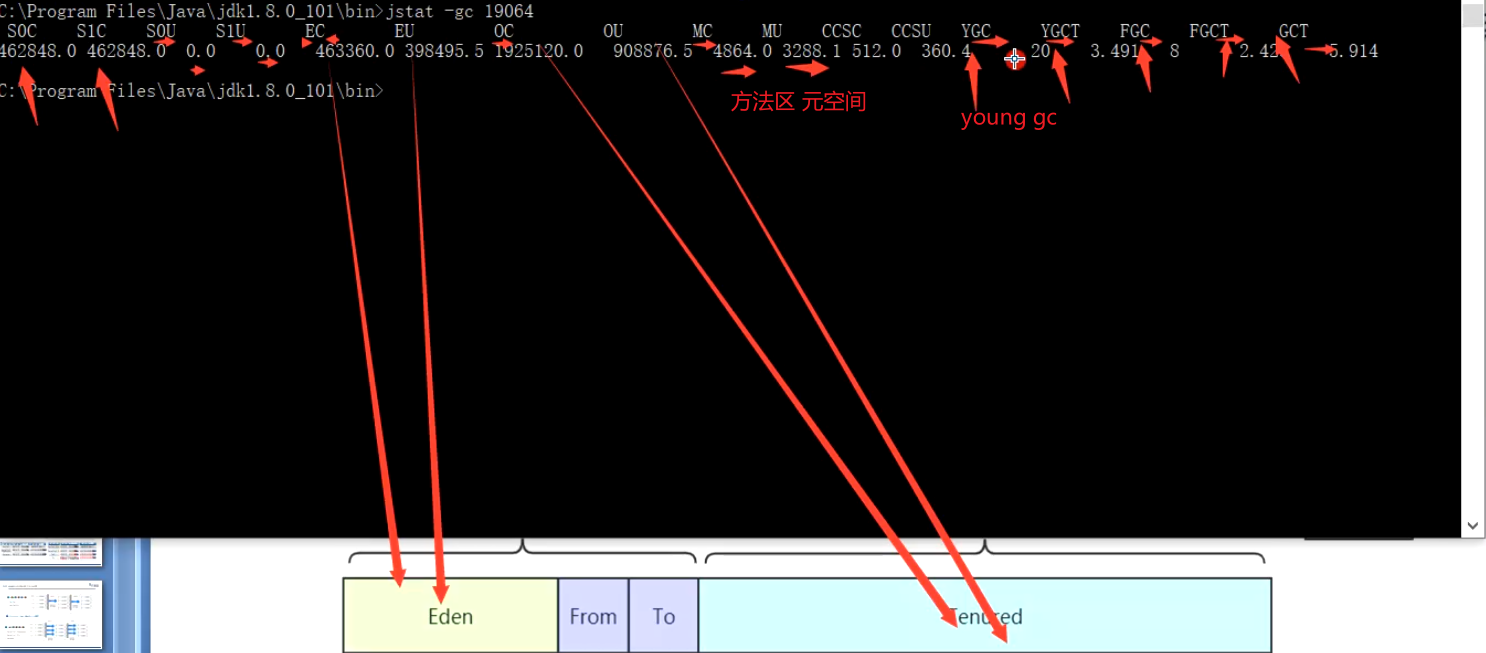 C:\Program Files\Java\jdk1.8.0_101\bin>jstat -gc 19064
S0C S1C S0U S1U EC EU OC OU MC MU CCSC CCSU YGC YGCT FGC FGCT GCT
462848.0 462848.0 0.0 0.0 463360.0 398495.5 1925120.0 908876.5 4864.0 3288.1 512.0 360.4 20 3.491 8 2.42 5.914
C:\Program Files\Java\jdk1.8.0_101\bin>
方法区 元空间
young gc
Eden From To Tenured